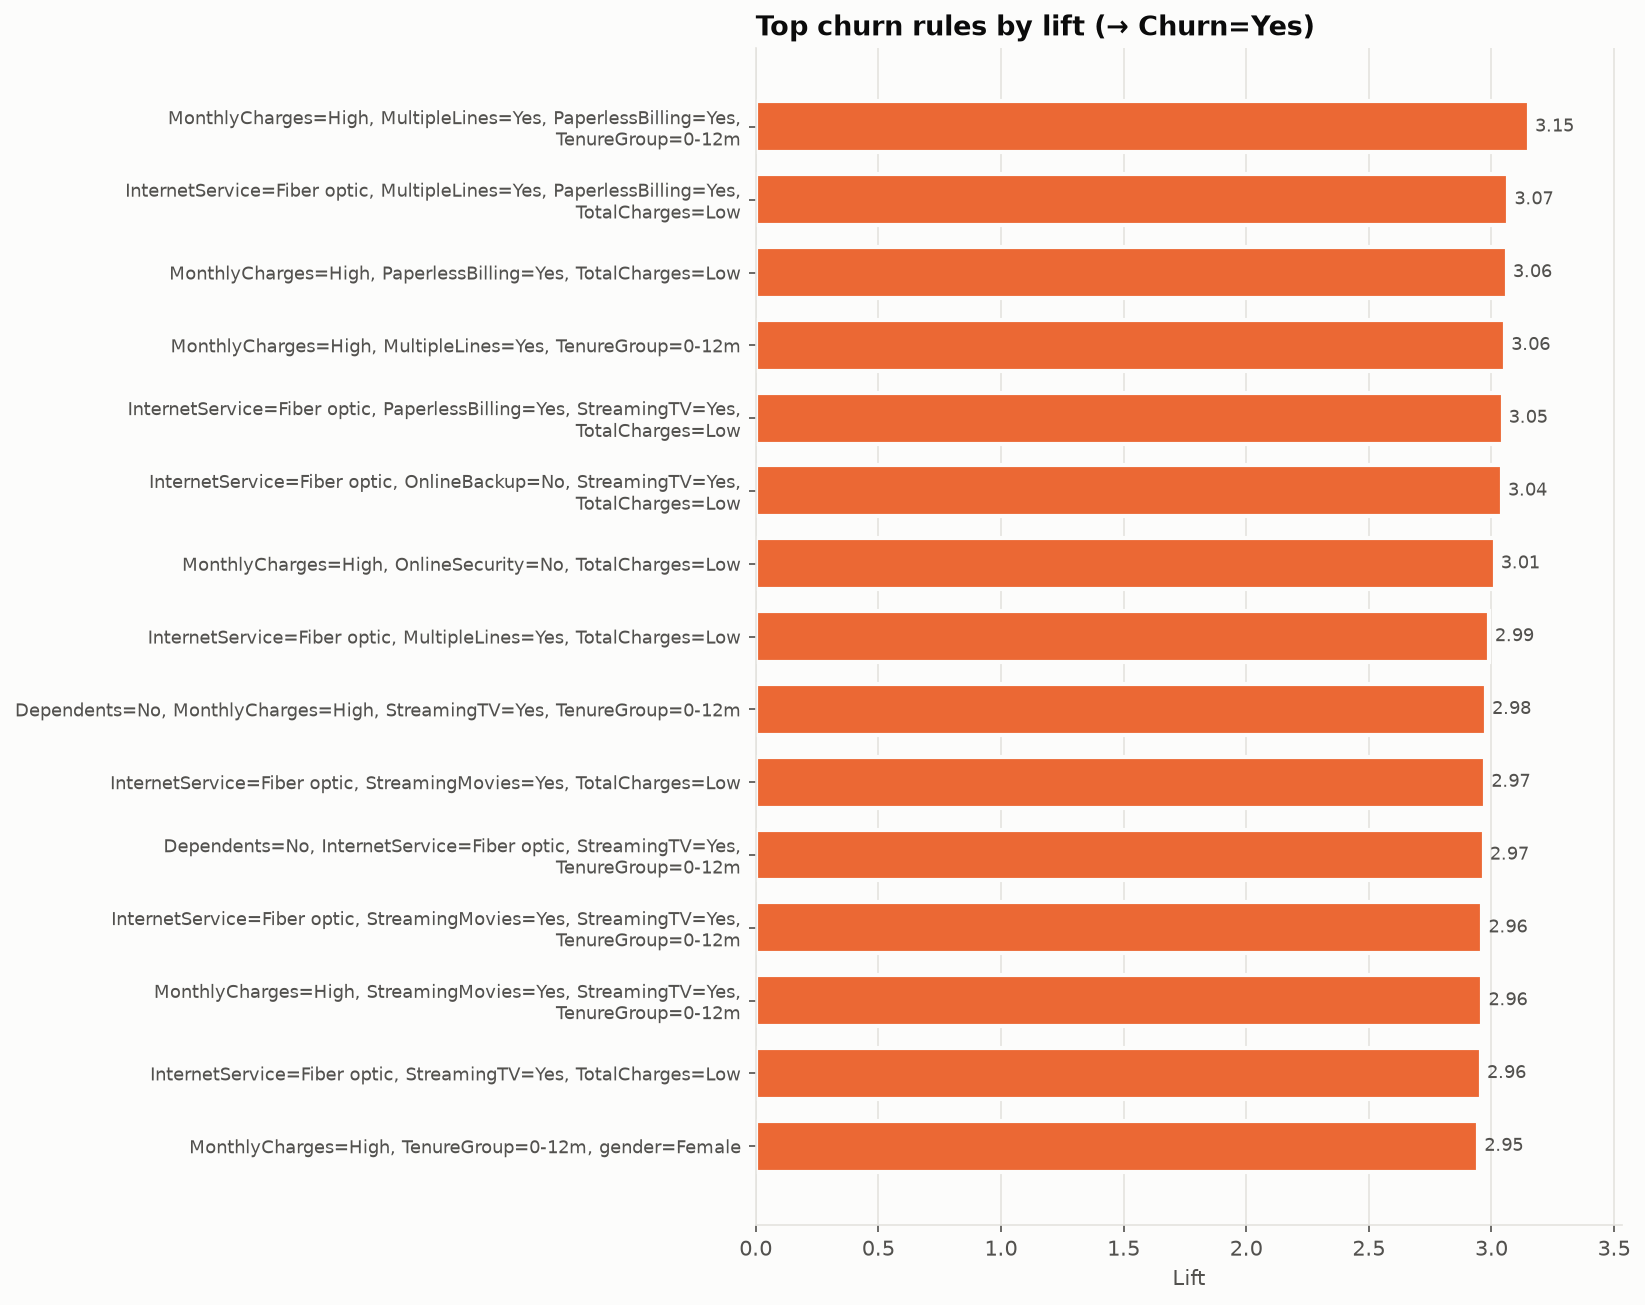 Top churn rules by lift (→ Churn=Yes)
MonthlyCharges=High, MultipleLines=Yes, PaperlessBilling=Yes,
TenureGroup=0-12m
3.15
InternetService=Fiber optic, MultipleLines=Yes, PaperlessBilling=Yes,
TotalCharges=Low
3.07
MonthlyCharges=High, PaperlessBilling=Yes, TotalCharges=Low
3.06
MonthlyCharges=High, MultipleLines=Yes, TenureGroup=0-12m
3.06
InternetService=Fiber optic, PaperlessBilling=Yes, StreamingTV=Yes,
TotalCharges=Low
3.05
InternetService=Fiber optic, OnlineBackup=No, StreamingTV=Yes,
TotalCharges=Low
3.04
MonthlyCharges=High, OnlineSecurity=No, TotalCharges=Low
3.01
InternetService=Fiber optic, MultipleLines=Yes, TotalCharges=Low
2.99
Dependents=No, MonthlyCharges=High, StreamingTV=Yes, TenureGroup=0-12m
2.98
InternetService=Fiber optic, StreamingMovies=Yes, TotalCharges=Low
2.97
Dependents=No, InternetService=Fiber optic, StreamingTV=Yes,
TenureGroup=0-12m
2.97
InternetService=Fiber optic, StreamingMovies=Yes, StreamingTV=Yes,
TenureGroup=0-12m
2.96
MonthlyCharges=High, StreamingMovies=Yes, StreamingTV=Yes,
TenureGroup=0-12m
2.96
InternetService=Fiber optic, StreamingTV=Yes, TotalCharges=Low
2.96
MonthlyCharges=High, TenureGroup=0-12m, gender=Female
2.95
0.0 0.5 1.0 1.5 2.0 2.5 3.0 3.5
Lift